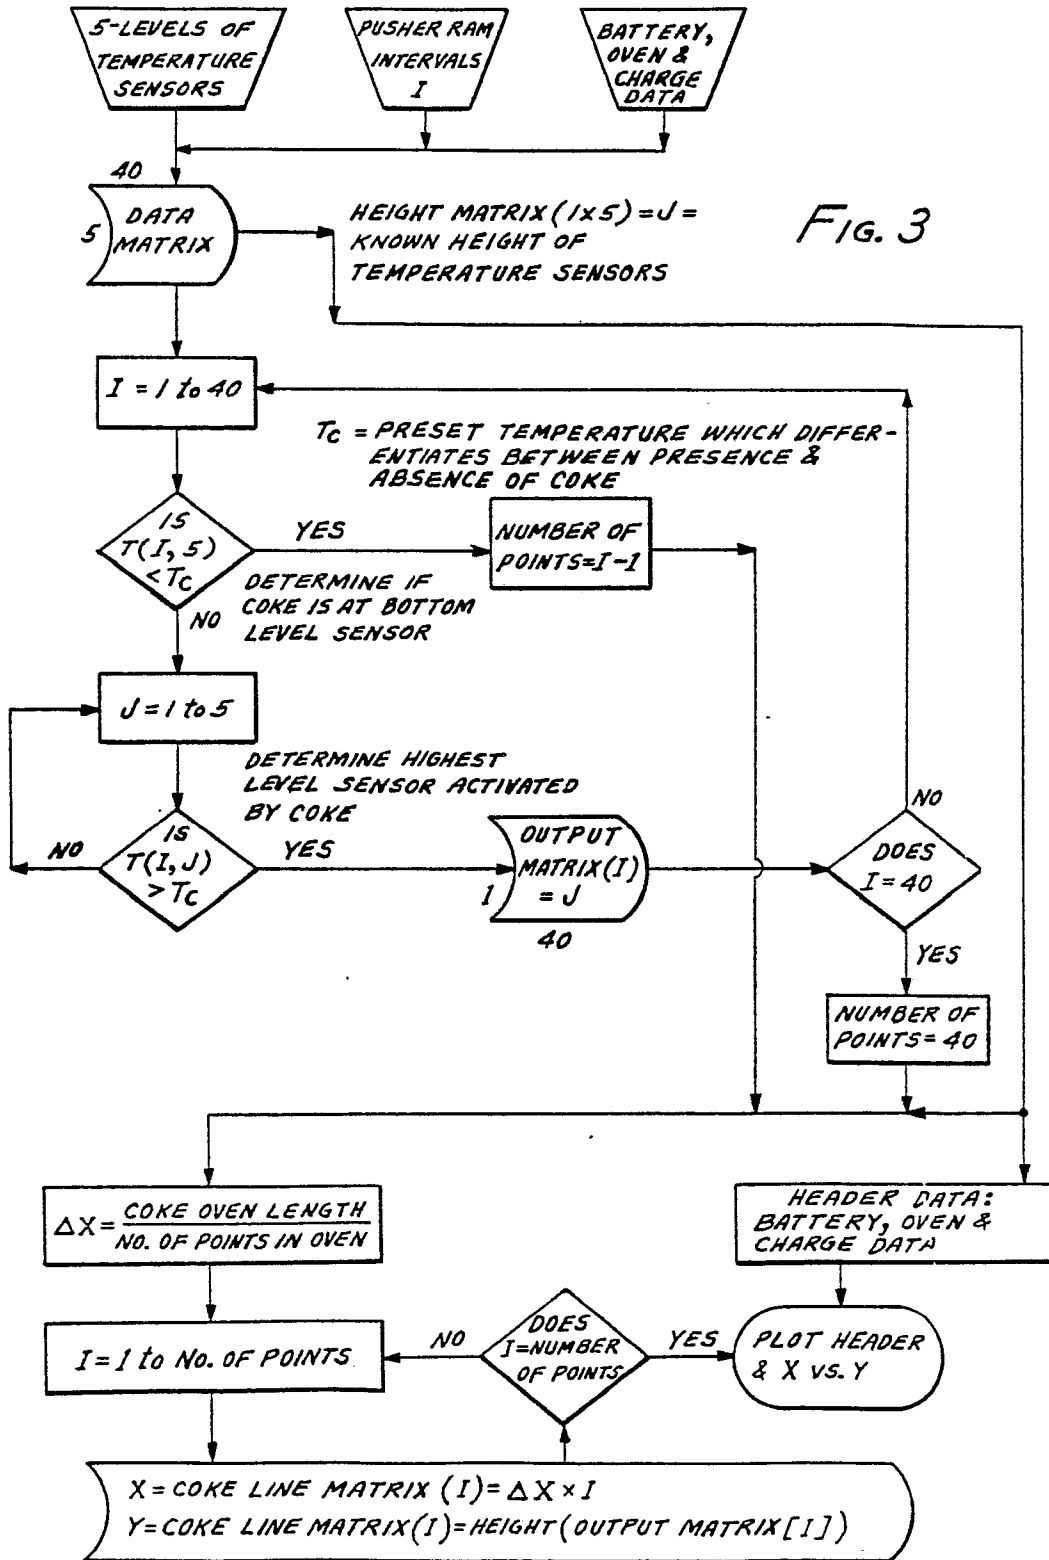 5-LEVELS OF
TEMPERATURE
SENSORS
PUSHER RAM
INTERVALS
I
BATTERY,
OVEN &
CHARGE
DATA
40
5
DATA
MATRIX
HEIGHT MATRIX (1x5) = J =
KNOWN HEIGHT OF
TEMPERATURE SENSORS
FIG. 3
I = 1 to 40
Tc = PRESET TEMPERATURE WHICH DIFFER-
ENTIATES BETWEEN PRESENCE &
ABSENCE OF COKE
IS
T(I, 5)
< Tc
YES
NUMBER OF
POINTS=I-1
DETERMINE IF
COKE IS AT BOTTOM
LEVEL SENSOR
NO
J = 1 to 5
DETERMINE HIGHEST
LEVEL SENSOR ACTIVATED
BY COKE
IS
T(I, J)
> Tc
NO
YES
OUTPUT
MATRIX(I)
= J
1
40
NO
DOES
I = 40
YES
NUMBER OF
POINTS= 40
ΔX = COKE OVEN LENGTH
NO. OF POINTS IN OVEN
HEADER DATA:
BATTERY, OVEN &
CHARGE DATA
I = 1 to NO. OF POINTS
NO
DOES
I=NUMBER
OF POINTS
YES
PLOT HEADER
& X vs. Y
X = COKE LINE MATRIX (I) = ΔX × I
Y = COKE LINE MATRIX(I) = HEIGHT (OUTPUT MATRIX[I])